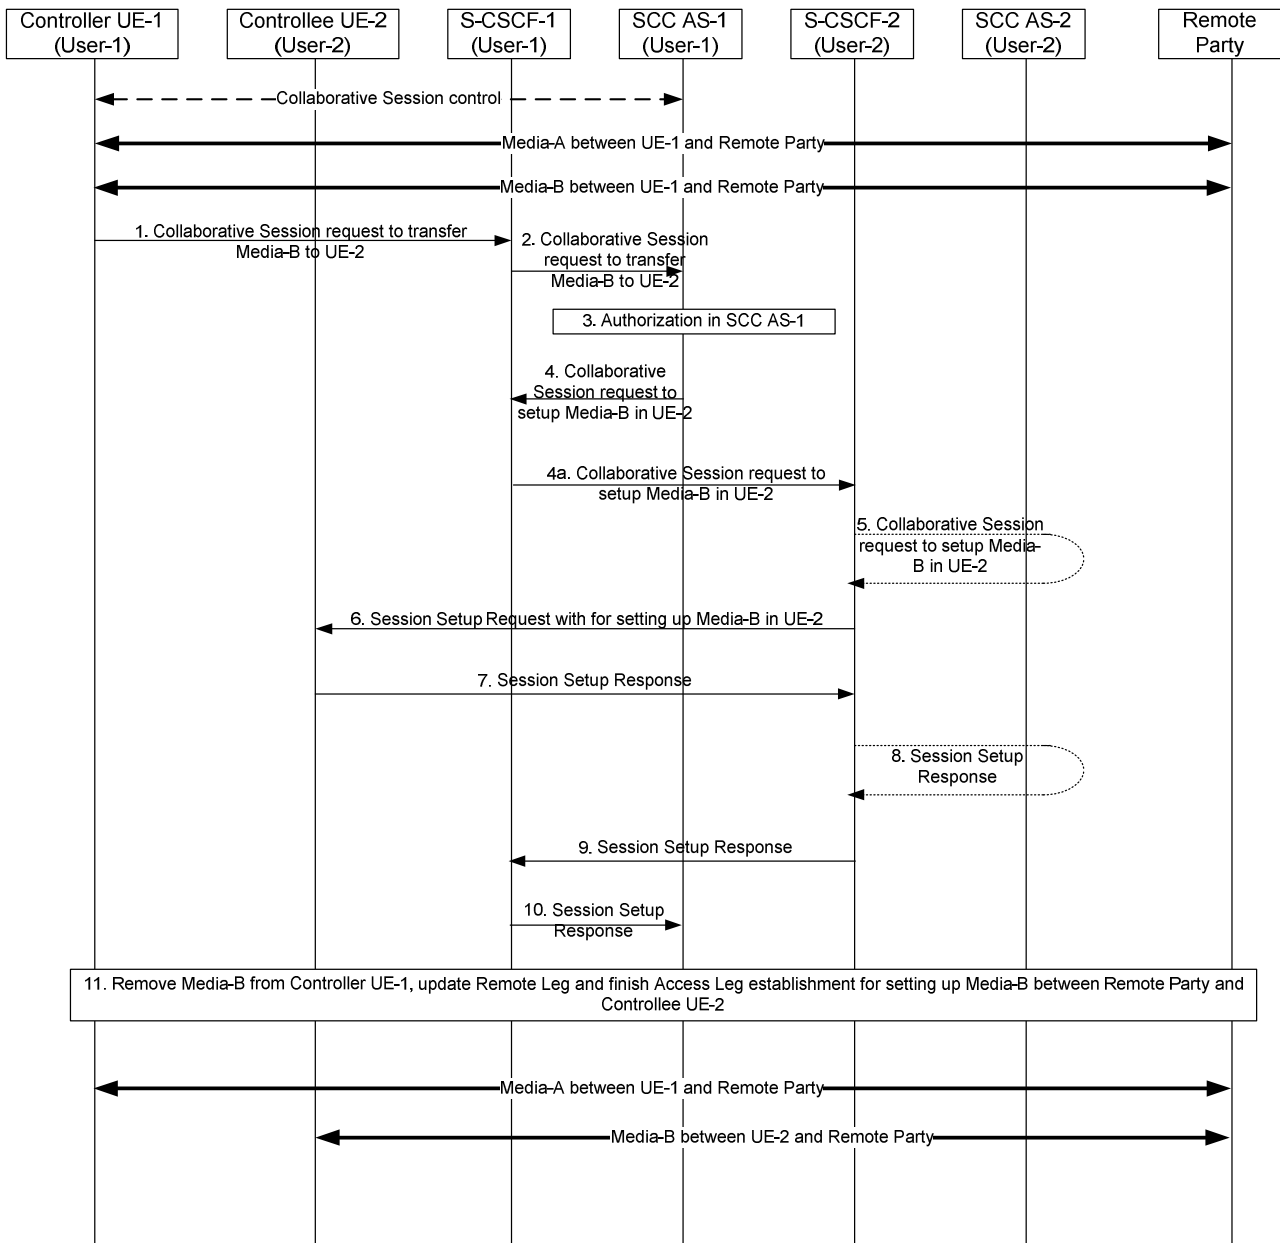 Controller UE-1
(User-1)
Controllee UE-2
(User-2)
S-CSCF-1
(User-1)
SCC AS-1
(User-1)
S-CSCF-2
(User-2)
SCC AS-2
(User-2)
Remote
Party
Collaborative Session control
Media-A between UE-1 and Remote Party
Media-B between UE-1 and Remote Party
1. Collaborative Session request to transfer
Media-B to UE-2
2. Collaborative Session
request to transfer
Media-B to UE-2
3. Authorization in SCC AS-1
4. Collaborative
Session request to
setup Media-B in UE-2
4a. Collaborative Session request to
setup Media-B in UE-2
5. Collaborative Session
request to setup Media-
B in UE-2
6. Session Setup Request with for setting up Media-B in UE-2
7. Session Setup Response
8. Session Setup
Response
9. Session Setup Response
10. Session Setup
Response
11. Remove Media-B from Controller UE-1, update Remote Leg and finish Access Leg establishment for setting up Media-B between Remote Party and
Controllee UE-2
Media-A between UE-1 and Remote Party
Media-B between UE-2 and Remote Party